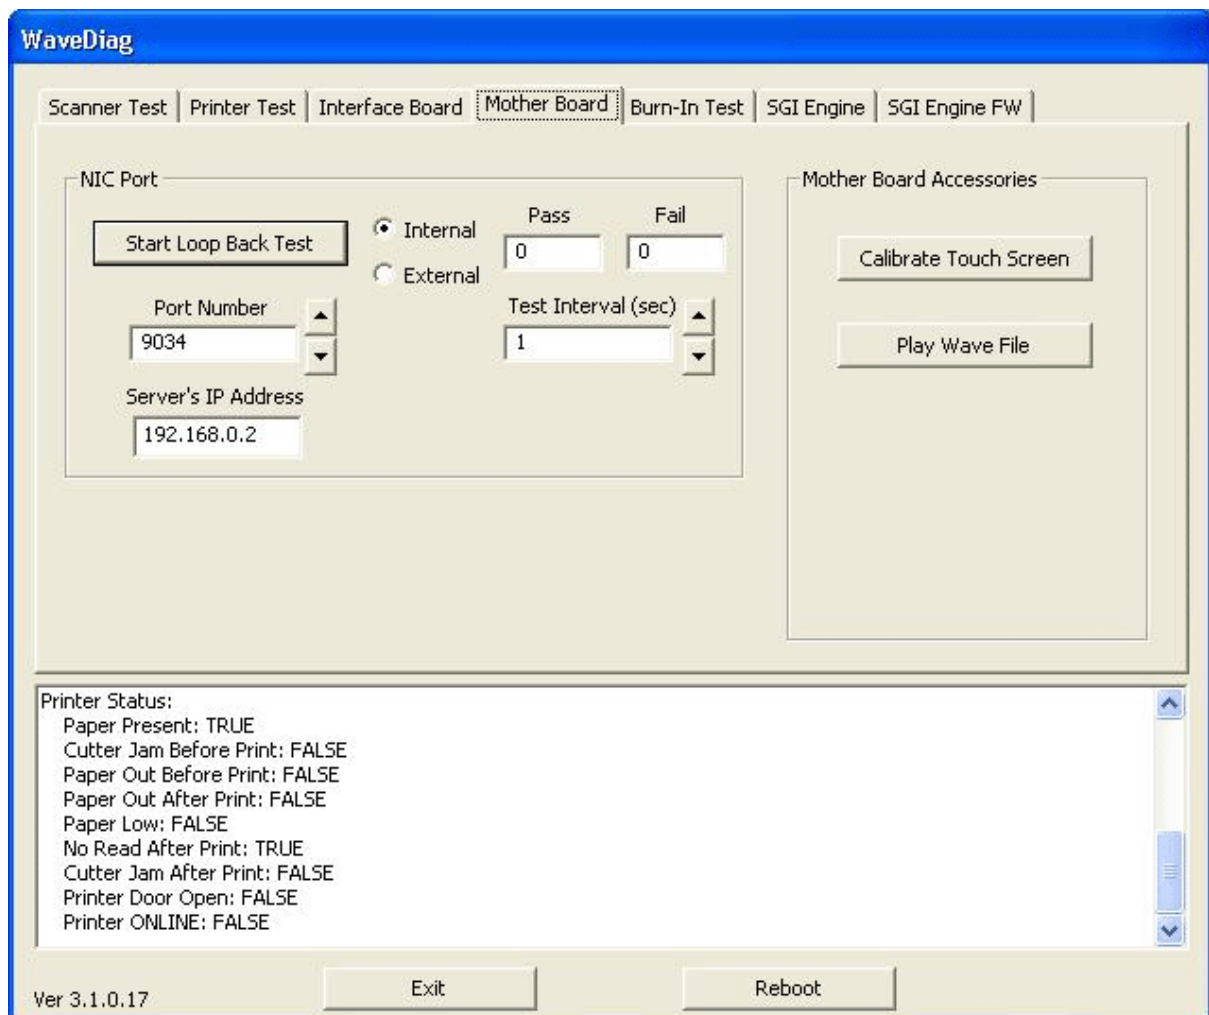 WaveDiag
Scanner Test Printer Test Interface Board Mother Board Burn-In Test SGI Engine SGI Engine FW
NIC Port
Start Loop Back Test
Internal
External
Pass
0
Fail
0
Port Number
9034
Test Interval (sec)
1
Server's IP Address
192.168.0.2
Mother Board Accessories
Calibrate Touch Screen
Play Wave File
Printer Status:
Paper Present: TRUE
Cutter Jam Before Print: FALSE
Paper Out Before Print: FALSE
Paper Out After Print: FALSE
Paper Low: FALSE
No Read After Print: TRUE
Cutter Jam After Print: FALSE
Printer Door Open: FALSE
Printer ONLINE: FALSE
Ver 3.1.0.17
Exit
Reboot